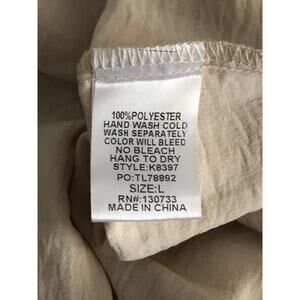 100%POLYESTER
HAND WASH COLD
WASH SEPARATELY
COLOR WILL BLEED
NO BLEACH
HANG TO DRY
STYLE:K8397
PO:TL78892
SIZE:L
RN#:130733
MADE IN CHINA